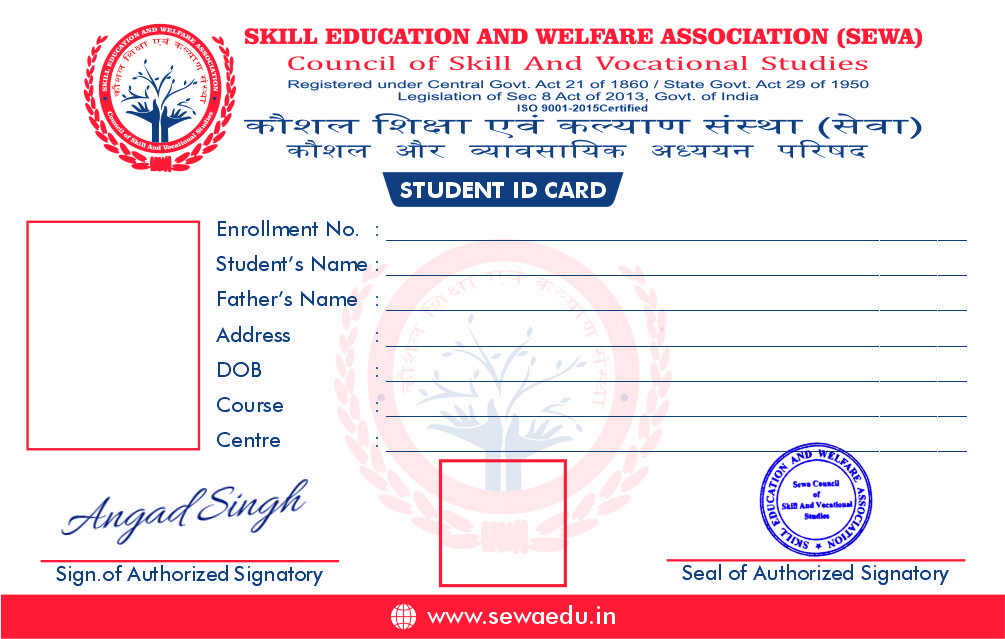 SKILL EDUCATION AND WELFARE ASSOCIATION
कौशल शिक्षा एवं कल्याण संस्था
Council of Skill And Vocational Studies
SKILL EDUCATION AND WELFARE ASSOCIATION (SEWA)
Council of Skill And Vocational Studies
Registered under Central Govt. Act 21 of 1860 / State Govt. Act 29 of 1950
Legislation of Sec 8 Act of 2013, Govt. of India
ISO 9001-2015Certified
कौशल शिक्षा एवं कल्याण संस्था (सेवा)
कौशल और व्यावसायिक अध्ययन परिषद
STUDENT ID CARD
Enrollment No. :
Student's Name :
Father's Name :
Address :
DOB :
Course :
Centre :
कौशल शिक्षा एवं कल्याण संस्था
Angad Singh
Sign.of Authorized Signatory
SKILL EDUCATION AND WELFARE ASSOCIATION
Sewa Council
of
Skill And Vocational
Studies
Seal of Authorized Signatory
www.sewaedu.in